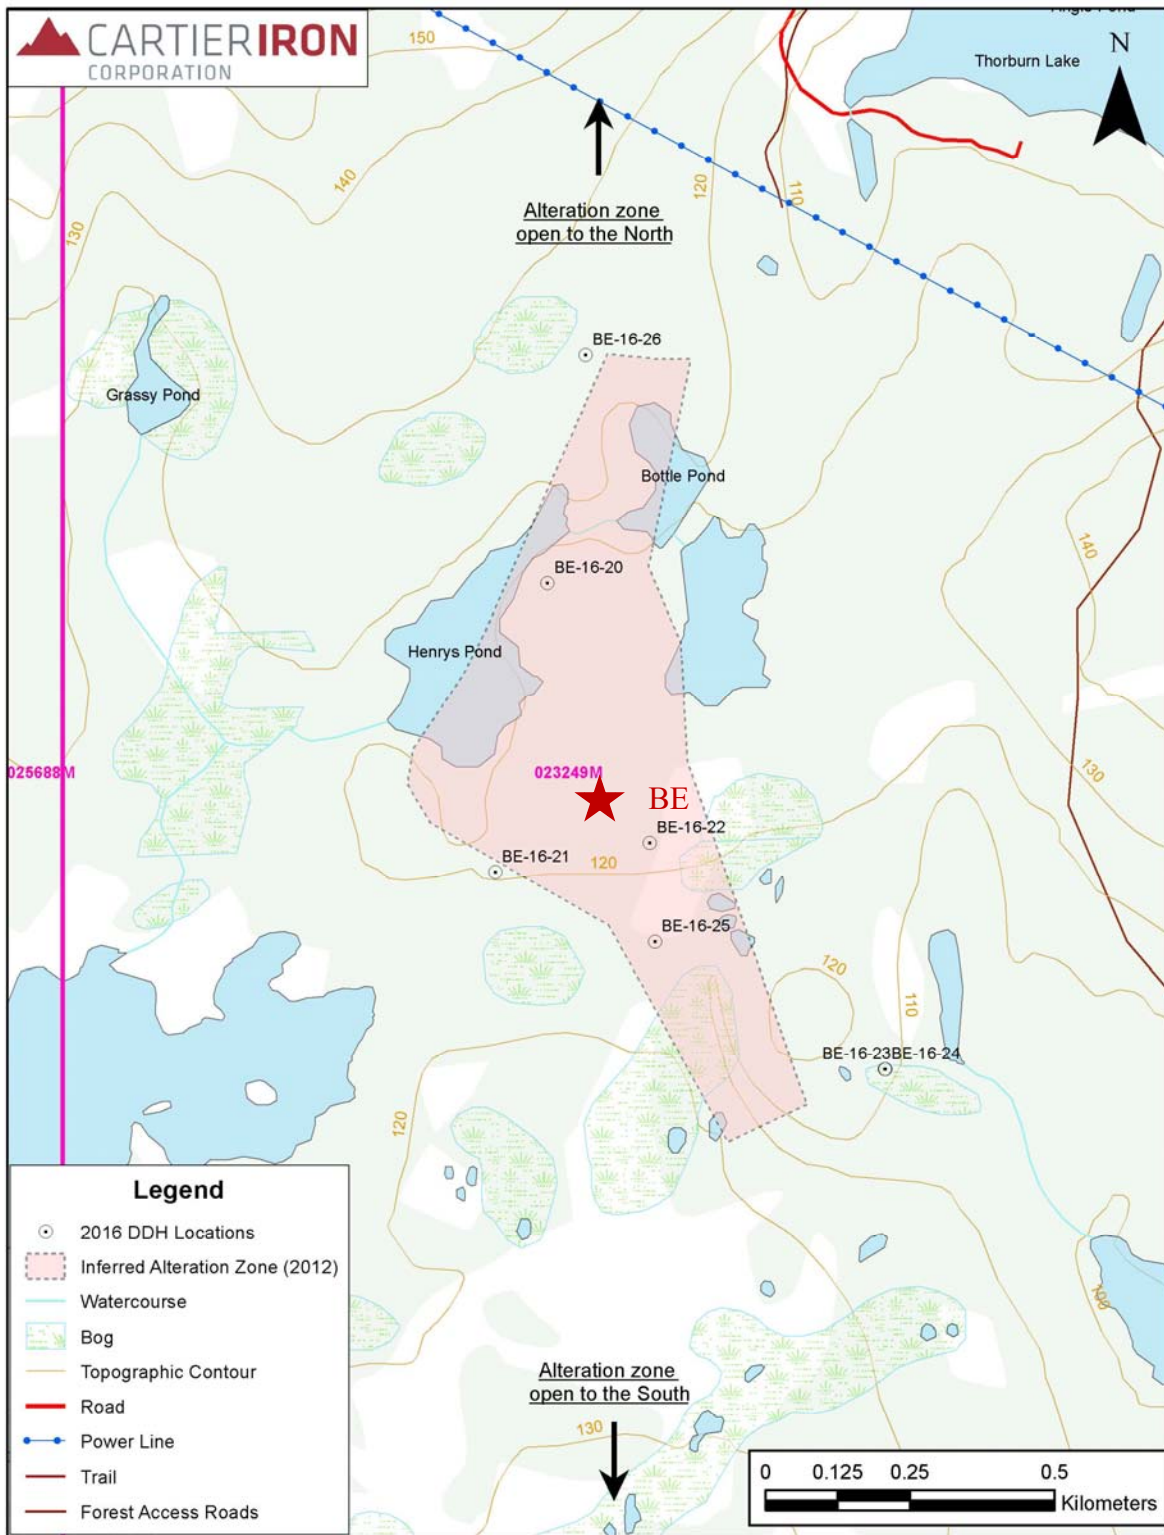 CARTIER IRON
CORPORATION
150
Angle Pond
Thorburn Lake
N
140
120
110
Alteration zone
open to the North
130
BE-16-26
Grassy Pond
Bottle Pond
140
BE-16-20
Henrys Pond
130
025688M
023249M
BE
BE-16-22
BE-16-21
120
BE-16-25
120
110
BE-16-23BE-16-24
120
Legend
2016 DDH Locations
Inferred Alteration Zone (2012)
Watercourse
Bog
Topographic Contour
Road
Power Line
Trail
Forest Access Roads
100
Alteration zone
open to the South
130
0 0.125 0.25 0.5
Kilometers